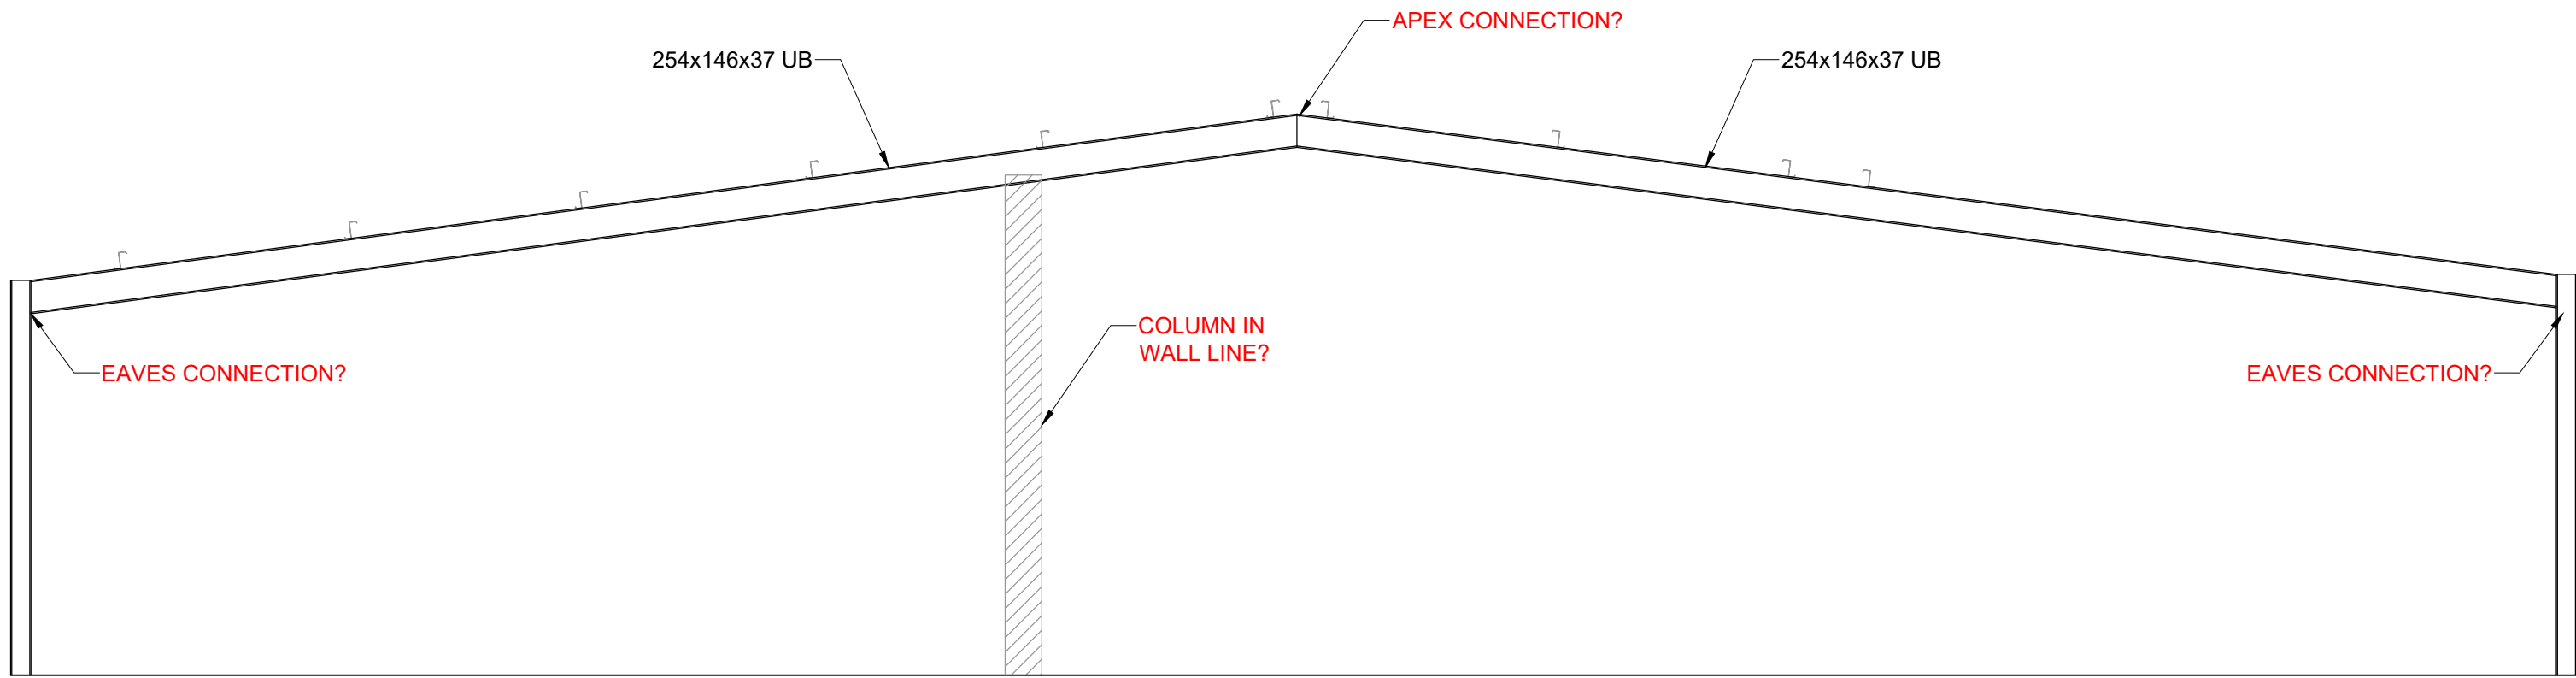 APEX CONNECTION?
254x146x37 UB
254x146x37 UB
COLUMN IN
WALL LINE?
EAVES CONNECTION?
EAVES CONNECTION?